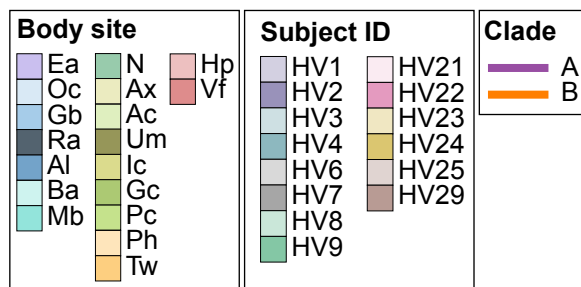 Body site
Ea
Oc
Gb
Ra
Al
Ba
Mb
N
Ax
Ac
Um
Ic
Gc
Pc
Ph
Tw
Hp
Vf
Subject ID
HV1
HV2
HV3
HV4
HV6
HV7
HV8
HV9
HV21
HV22
HV23
HV24
HV25
HV29
Clade
A
B